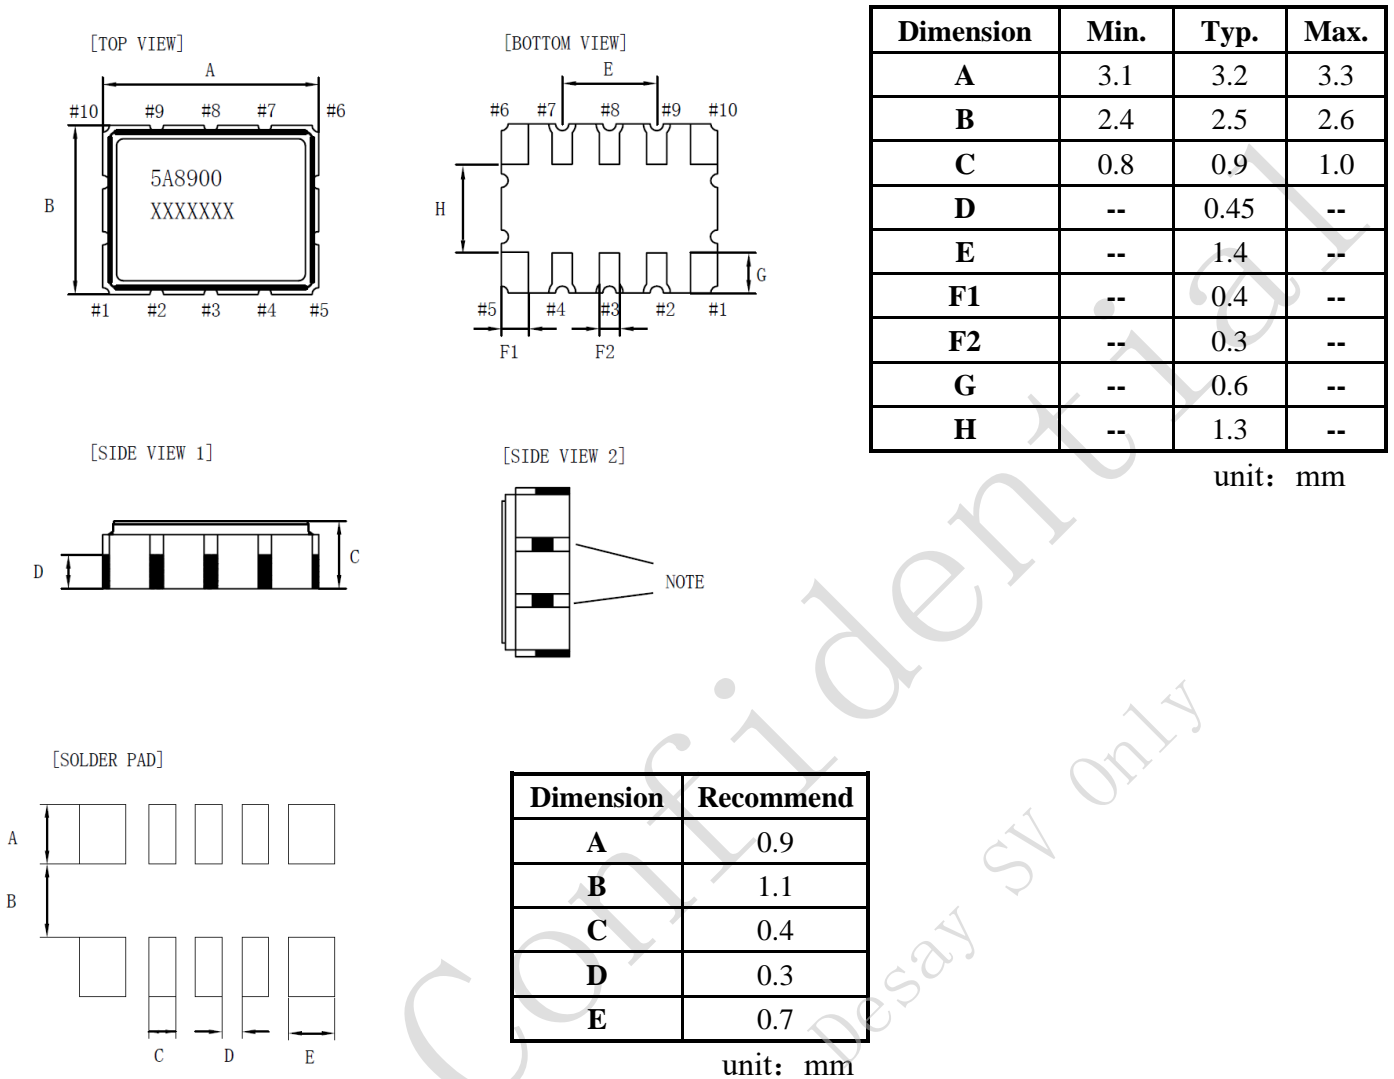 [TOP VIEW]
A
#10 #9 #8 #7 #6
B
5A8900
XXXXXXX
#1 #2 #3 #4 #5
[BOTTOM VIEW]
E
#6 #7 #8 #9 #10
H
G
#5 #4 #3 #2 #1
F1 F2
Dimension Min. Typ. Max.
A 3.1 3.2 3.3
B 2.4 2.5 2.6
C 0.8 0.9 1.0
D -- 0.45 --
E -- 1.4 --
F1 -- 0.4 --
F2 -- 0.3 --
G -- 0.6 --
H -- 1.3 --
unit: mm
[SIDE VIEW 1]
D
C
[SIDE VIEW 2]
NOTE
[SOLDER PAD]
A
B
C D E
Dimension Recommend
A 0.9
B 1.1
C 0.4
D 0.3
E 0.7
unit: mm
Confidential
Desay SV Only